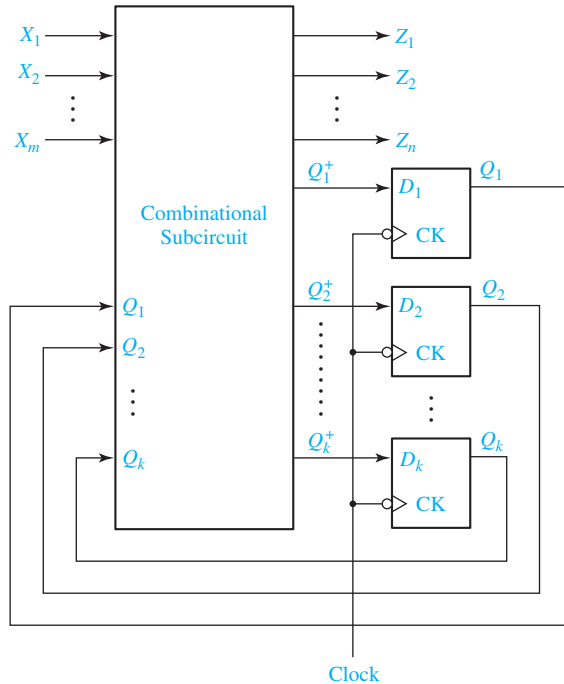 X₁
Z₁
X₂
Z₂
Xₘ
Zₙ
Q₁⁺
D₁
Q₁
CK
Combinational
Subcircuit
Q₁
Q₂⁺
D₂
Q₂
Q₂
CK
Qₖ
Qₖ⁺
Dₖ
Qₖ
CK
Clock